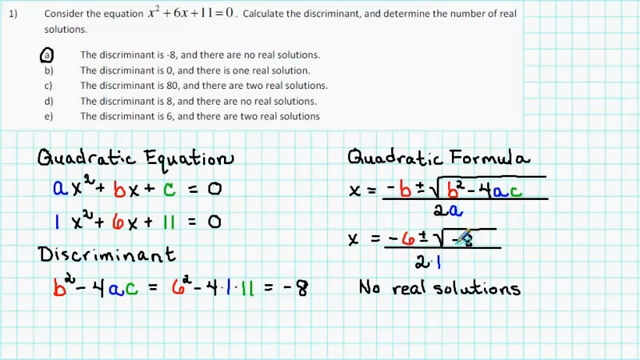 1) Consider the equation x² + 6x + 11 = 0. Calculate the discriminant, and determine the number of real
solutions.
a) The discriminant is -8, and there are no real solutions.
b) The discriminant is 0, and there is one real solution.
c) The discriminant is 80, and there are two real solutions.
d) The discriminant is 8, and there are no real solutions.
e) The discriminant is 6, and there are two real solutions
Quadratic Equation
ax² + bx + c = 0
1x² + 6x + 11 = 0
Discriminant
b² - 4ac = 6² - 4·1·11 = -8
Quadratic Formula
x = -b ± √b² - 4ac
2a
x = -6 ± √-8
2·1
No real solutions